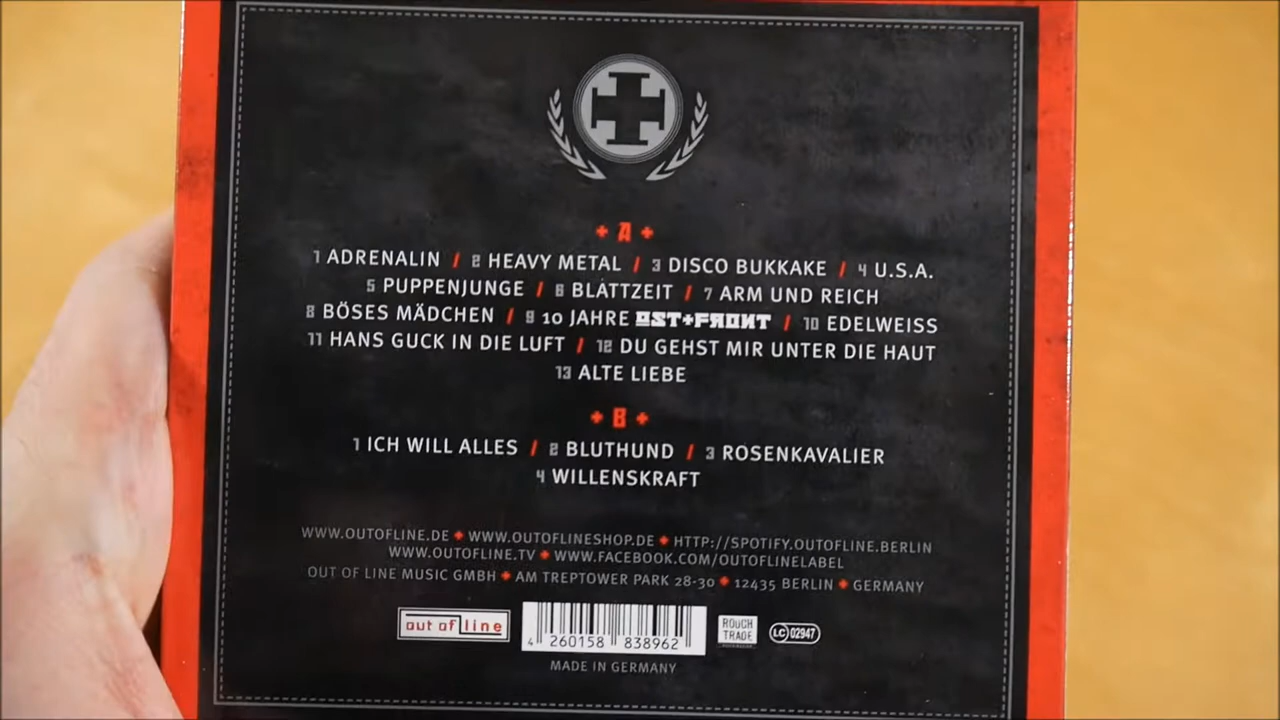 + A +
1 ADRENALIN / 2 HEAVY METAL / 3 DISCO BUKKAKE / 4 U.S.A.
5 PUPPENJUNGE / 6 BLATTZEIT / 7 ARM UND REICH
8 BÖSES MÄDCHEN / 9 10 JAHRE OST+FRONT / 10 EDELWEISS
11 HANS GUCK IN DIE LUFT / 12 DU GEHST MIR UNTER DIE HAUT
13 ALTE LIEBE
+ B +
1 ICH WILL ALLES / 2 BLUTHUND / 3 ROSENKAVALIER
4 WILLENSKRAFT
WWW.OUTOFLINE.DE + WWW.OUTOFLINESHOP.DE + HTTP://SPOTIFY.OUTOFLINE.BERLIN
WWW.OUTOFLINE.TV + WWW.FACEBOOK.COM/OUTOFLINELABEL
OUT OF LINE MUSIC GMBH + AM TREPTOWER PARK 28-30 + 12435 BERLIN + GERMANY
out of line
4 260158 838962
ROUGH TRADE
LC 02947
MADE IN GERMANY